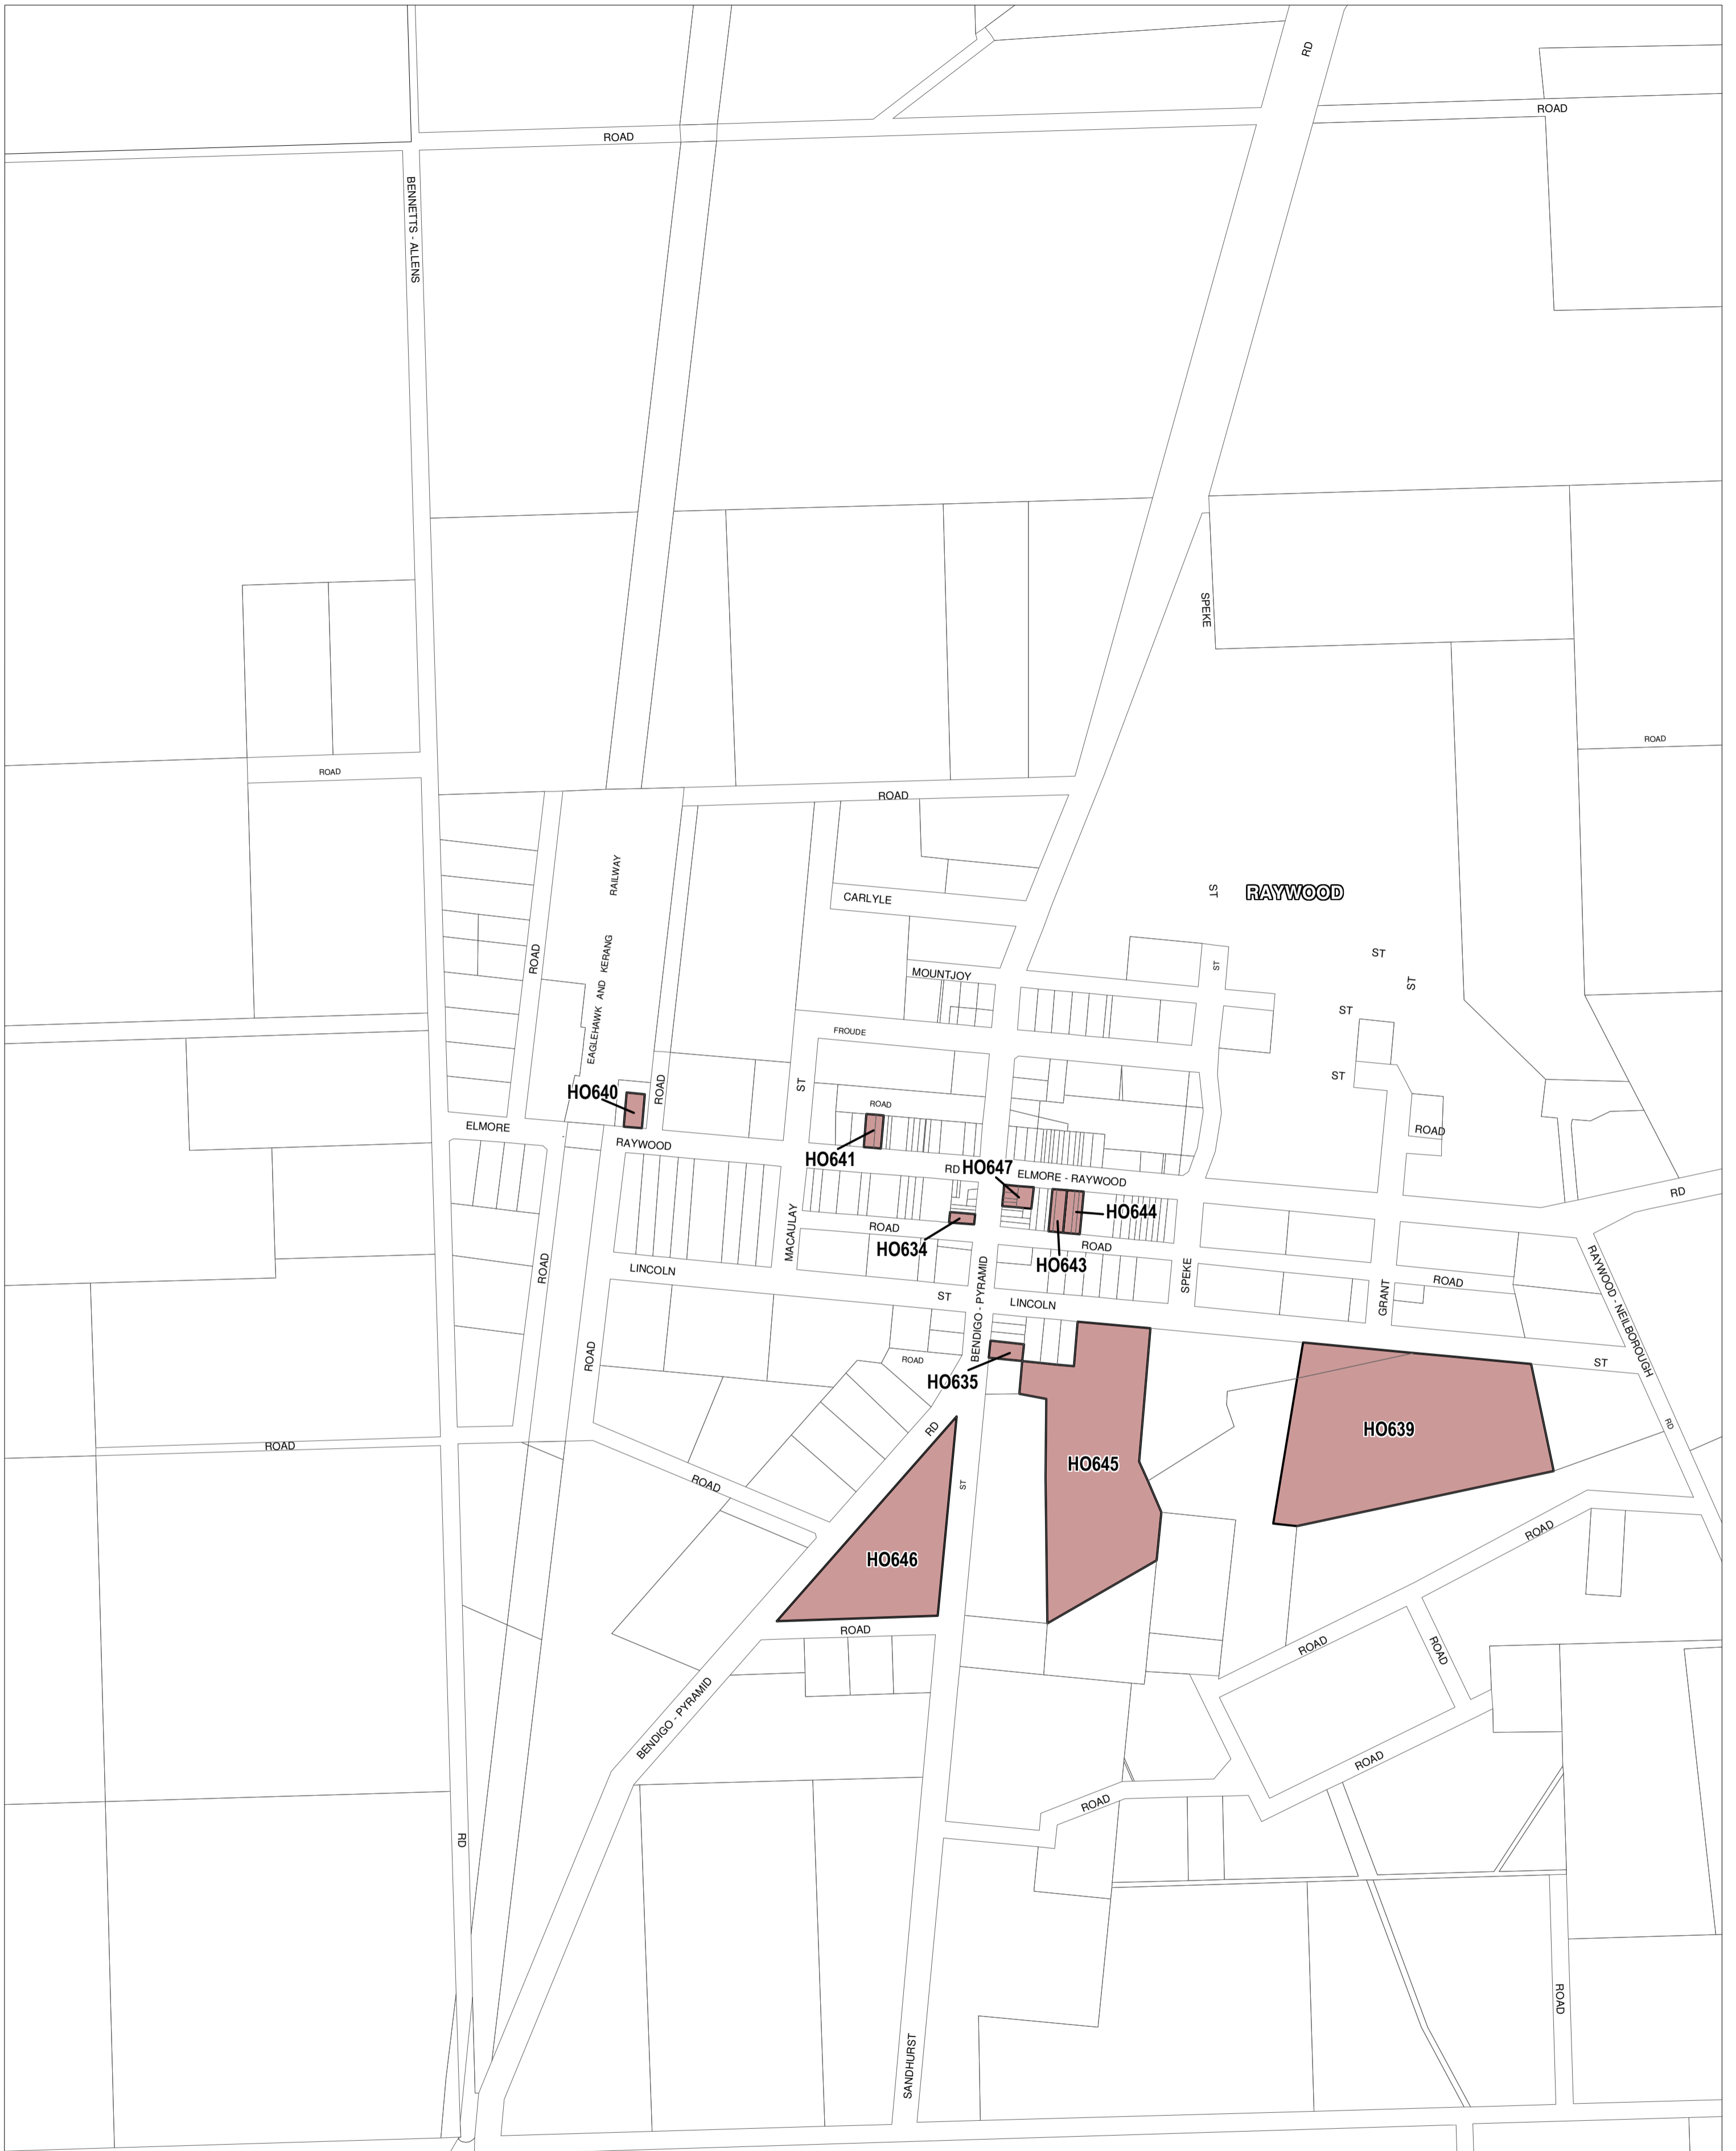 RD
ROAD
ROAD
BENNETTS - ALLENS
SPEKE
ROAD
ROAD
ROAD
RAILWAY
ST
RAYWOOD
CARLYLE
EAGLEHAWK AND KERANG
ROAD
ST
ST
ST
MOUNTJOY
ST
FROUDE
ST
ST
HO640
ROAD
ROAD
ELMORE
RAYWOOD
ROAD
HO641
RD
HO647
ELMORE - RAYWOOD
RD
HO644
MACAULAY
ROAD
HO634
ROAD
HO643
ROAD
LINCOLN
SPEKE
GRANT
ROAD
RAYWOOD - NEILBOROUGH
ST
BENDIGO - PYRAMID
LINCOLN
ROAD
ROAD
ST
HO635
RD
RD
HO639
ROAD
HO645
ROAD
ST
ROAD
HO646
ROAD
ROAD
ROAD
BENDIGO - PYRAMID
ROAD
ROAD
RD
ROAD
SANDHURST